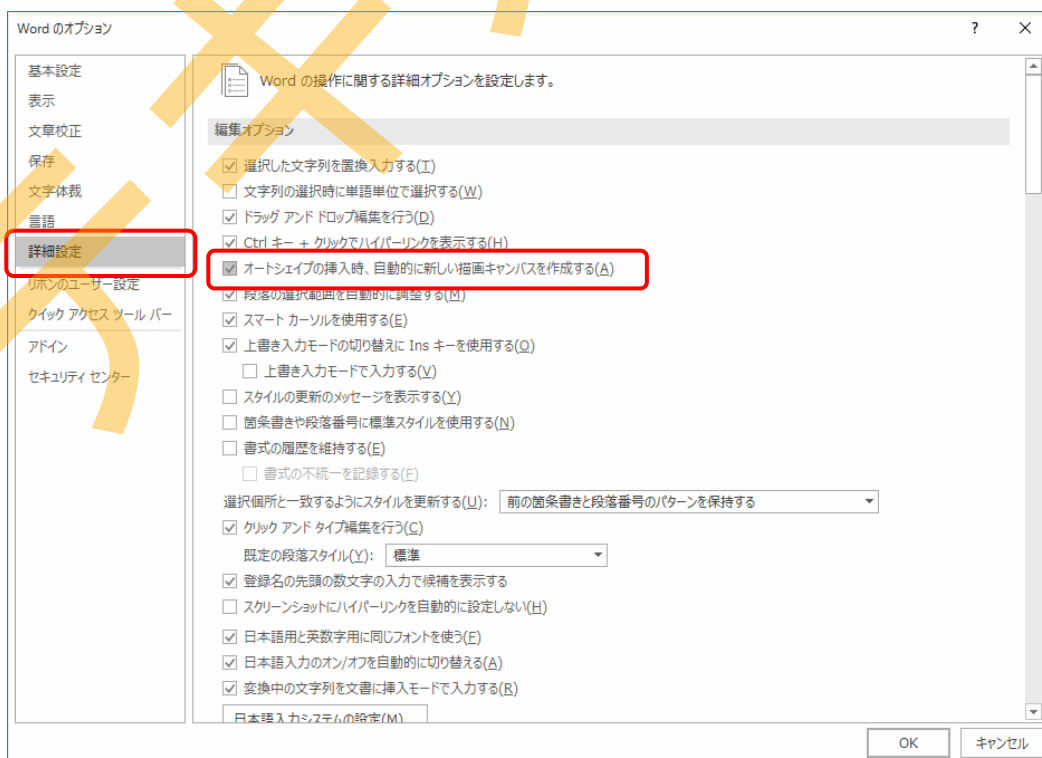 Word のオプション
?
基本設定
表示
文章校正
保存
文字体裁
言語
詳細設定
リボンのユーザー設定
クイック アクセス ツール バー
アドイン
セキュリティ センター
Word の操作に関する詳細オプションを設定します。
編集オプション
選択した文字列を置換入力する(T)
文字列の選択時に単語単位で選択する(W)
ドラッグ アンド ドロップ編集を行う(D)
Ctrl キー + クリックでハイパーリンクを表示する(H)
オートシェイプの挿入時、自動的に新しい描画キャンバスを作成する(A)
段落の選択範囲を自動的に調整する(M)
スマート カーソルを使用する(E)
上書き入力モードの切り替えに Ins キーを使用する(O)
上書き入力モードで入力する(V)
スタイルの更新のメッセージを表示する(Y)
箇条書きや段落番号に標準スタイルを使用する(N)
書式の履歴を維持する(E)
書式の不統一を記録する(F)
選択個所と一致するようにスタイルを更新する(U): 前の箇条書きと段落番号のパターンを保持する
クリック アンド タイプ編集を行う(C)
既定の段落スタイル(Y): 標準
登録名の先頭の数文字の入力で候補を表示する
スクリーンショットにハイパーリンクを自動的に設定しない(H)
日本語用と英数字用に同じフォントを使う(F)
日本語入力のオン/オフを自動的に切り替える(A)
変換中の文字列を文書に挿入モードで入力する(R)
日本語入力システムの設定(M)
OK
キャンセル